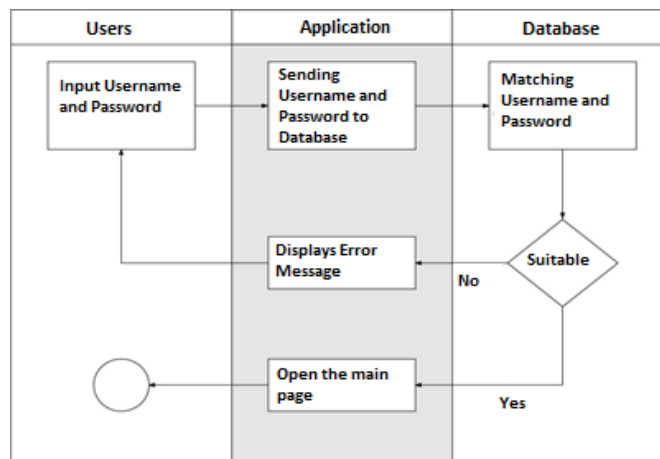 Users
Application
Database
Input Username
and Password
Sending
Username and
Password to
Database
Matching
Username and
Password
Displays Error
Message
No
Suitable
Open the main
page
Yes